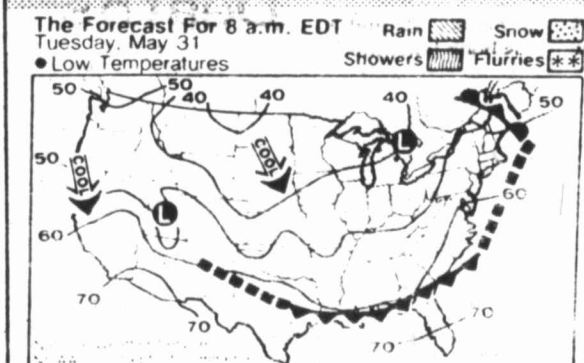 The Forecast For 8 a.m. EDT Rain Snow
Tuesday, May 31
Low Temperatures Showers Flurries
50 50 40 40 40 50
50 COOL COOL L
L 60
60
70 70 70 70